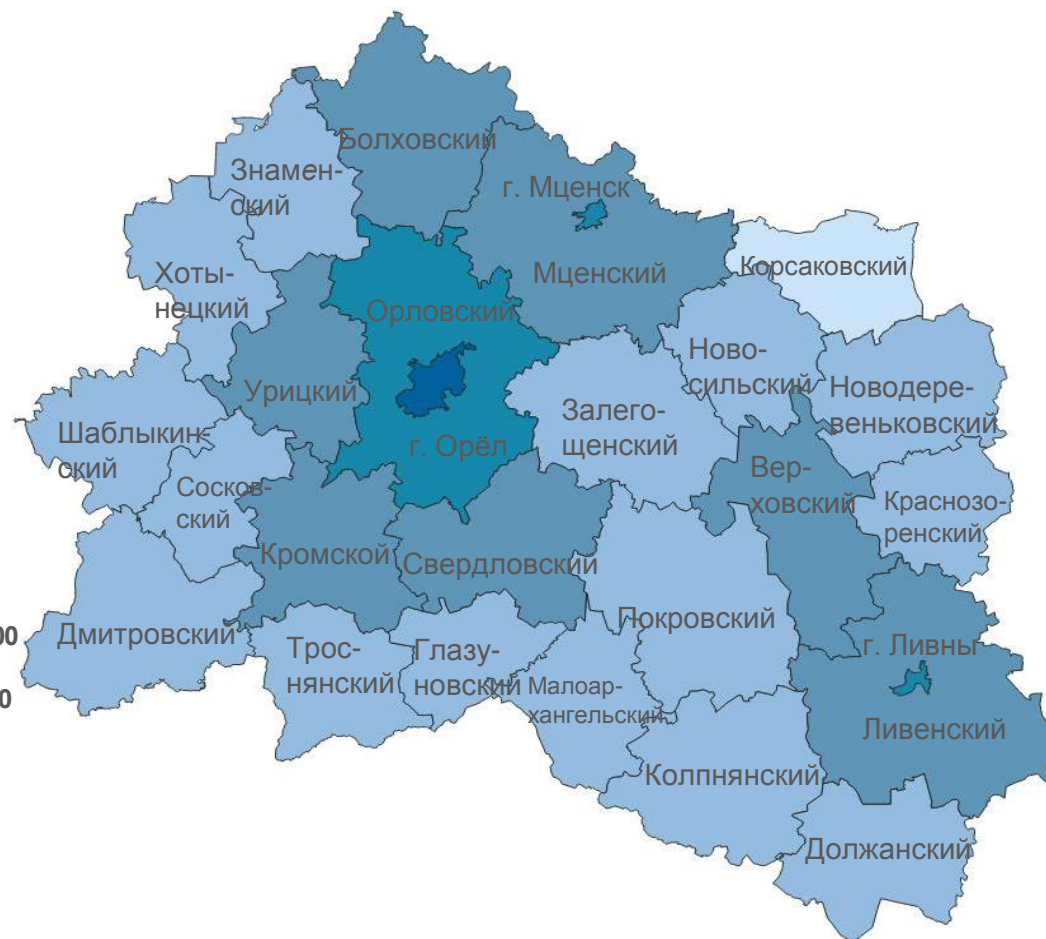 Болховский
Знамен-
ский
г. Мценск
Мценский
Корсаковский
Хоты-
нецкий
Орловский
Ново-
сильский
Новодере-
веньковский
Урицкий
Залего-
щенский
г. Орёл
Шаблыкин-
ский
Сосков-
ский
Вер-
ховский
Краснозо-
ренский
Кромской
Свердловский
Дмитровский
Трос-
нянский
Глазу-
новский
Покровский
Малоар-
хангельский
г. Ливны
Ливенский
Колпнянский
Должанский
00
0